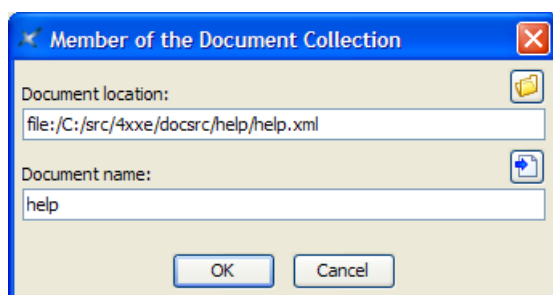 Member of the Document Collection
Document location:
file:/C:/src/4xxe/docsrc/help/help.xml
Document name:
help
OK Cancel